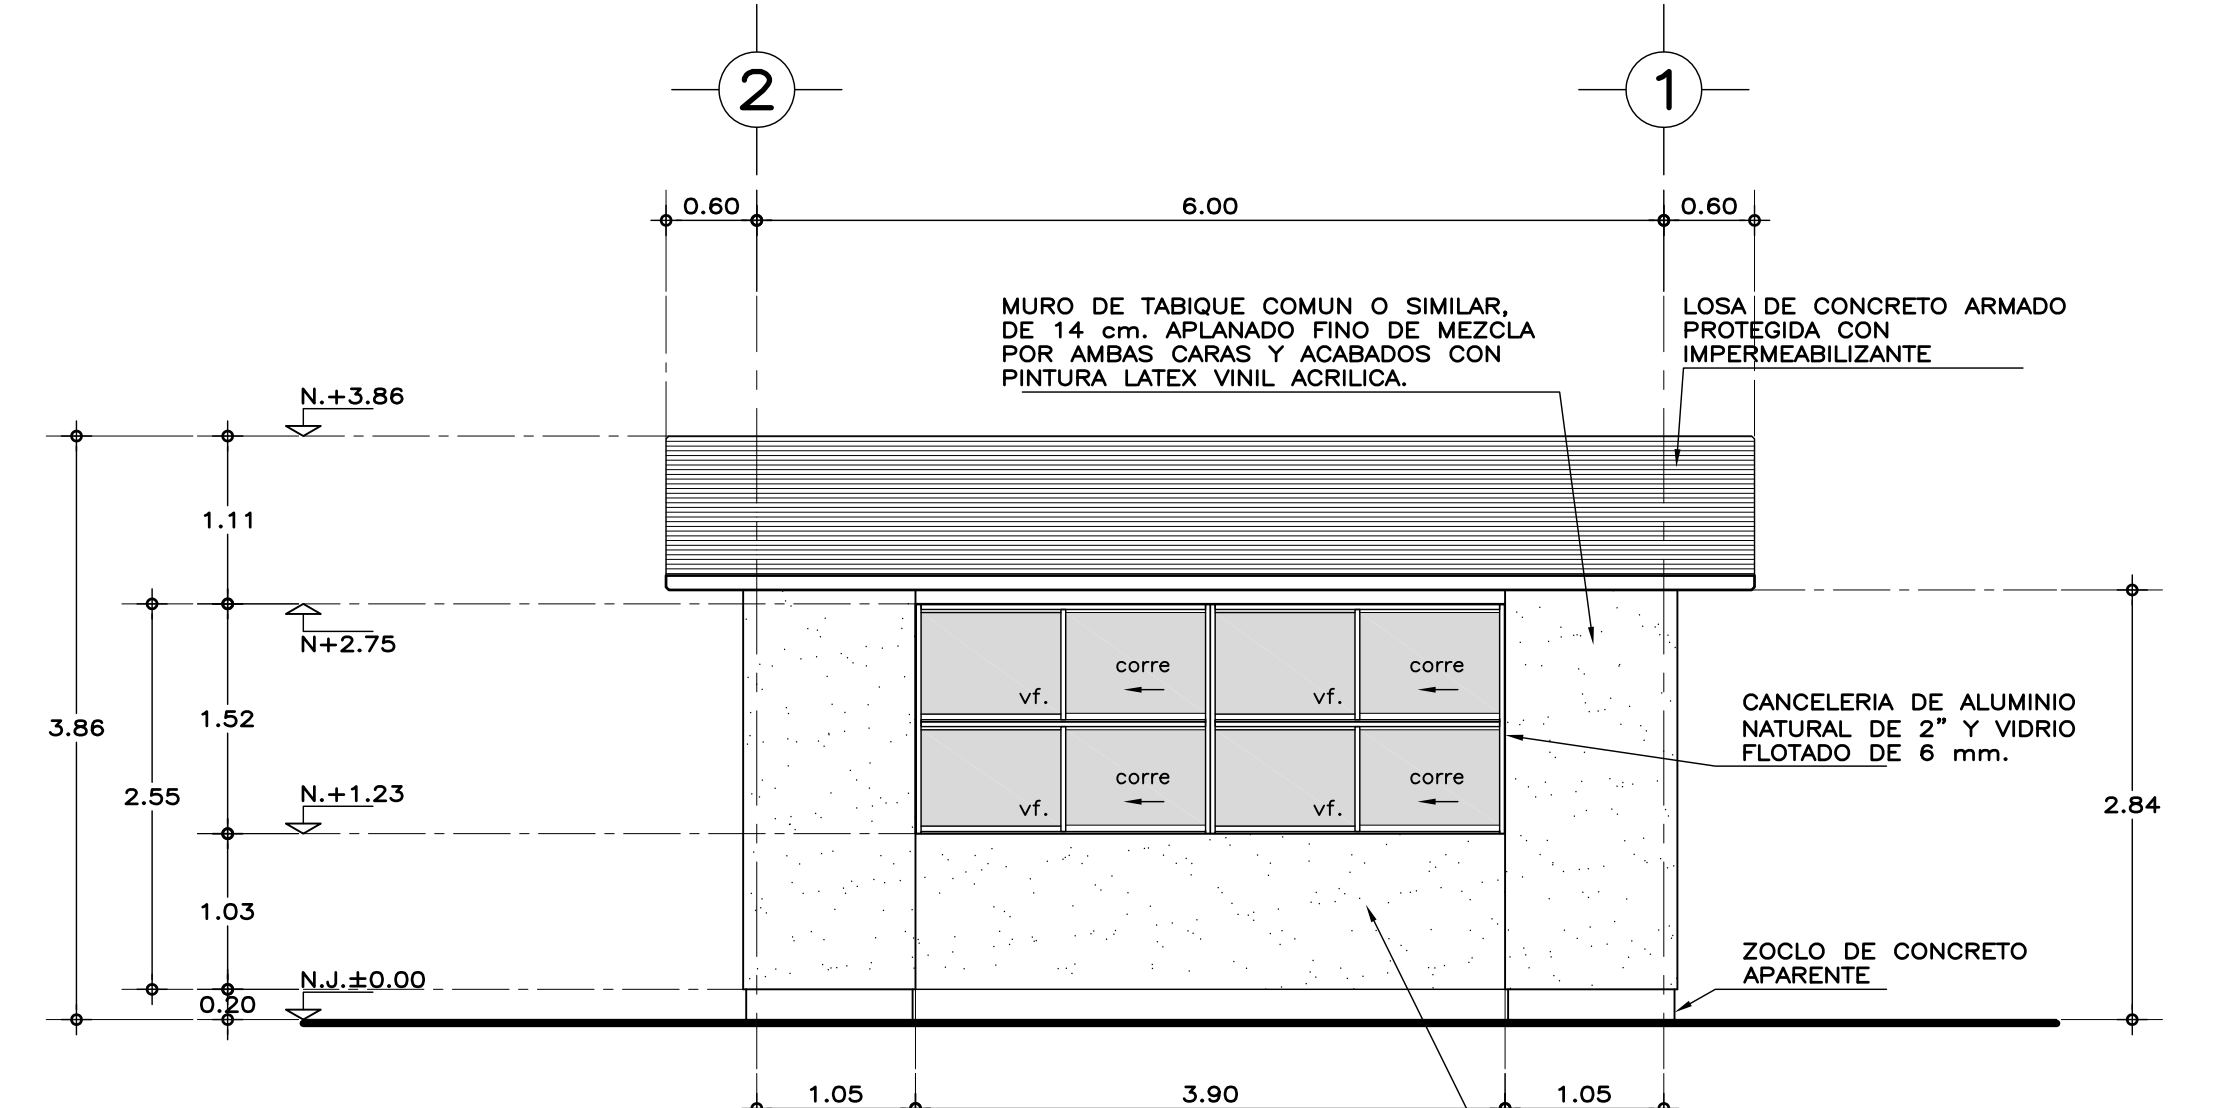 2
1
0.60
6.00
0.60
MURO DE TABIQUE COMUN O SIMILAR,
DE 14 cm. APLANADO FINO DE MEZCLA
POR AMBAS CARAS Y ACABADOS CON
PINTURA LATEX VINIL ACRILICA.
LOSA DE CONCRETO ARMADO
PROTEGIDA CON
IMPERMEABILIZANTE
N.+3.86
1.11
N+2.75
corre
corre
vf.
vf.
3.86
1.52
CANCELERIA DE ALUMINIO
NATURAL DE 2” Y VIDRIO
FLOTADO DE 6 mm.
corre
corre
vf.
vf.
2.55
N.+1.23
2.84
1.03
ZOCLO DE CONCRETO
APARENTE
N.J.±0.00
0.20
1.05
3.90
1.05